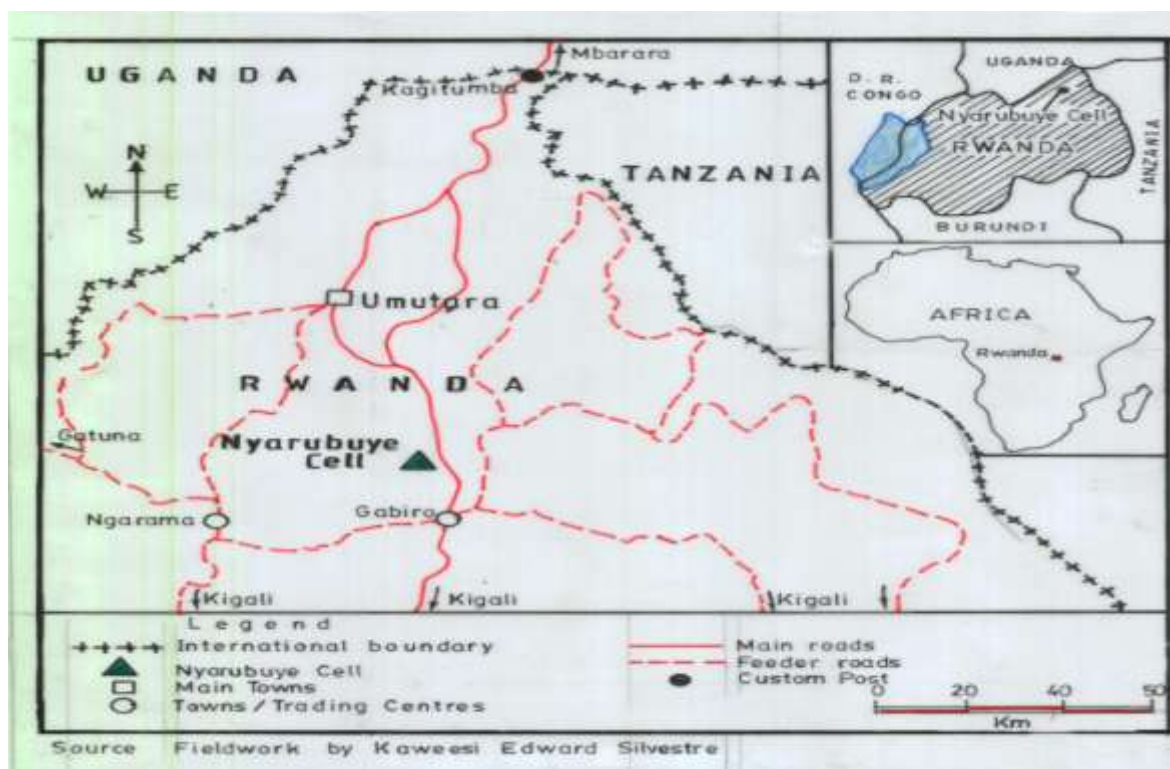 Mbarara
UGANDA
Kagitumba
N
W E
S
TANZANIA
Umutara
RWANDA
Gatuna
Nyarubuye
Cell
Ngarama
Gabiro
Kigali
Kigali
Kigali
UGANDA
D. R.
CONGO
Nyarubuye Cell
RWANDA
TANZANIA
BURUNDI
AFRICA
Rwanda
Legend
International boundary
Nyarubuye Cell
Main Towns
Towns / Trading Centres
Main roads
Feeder roads
Custom Post
0 20 40 50
Km
Source Fieldwork by Kaweesi Edward Silvestre